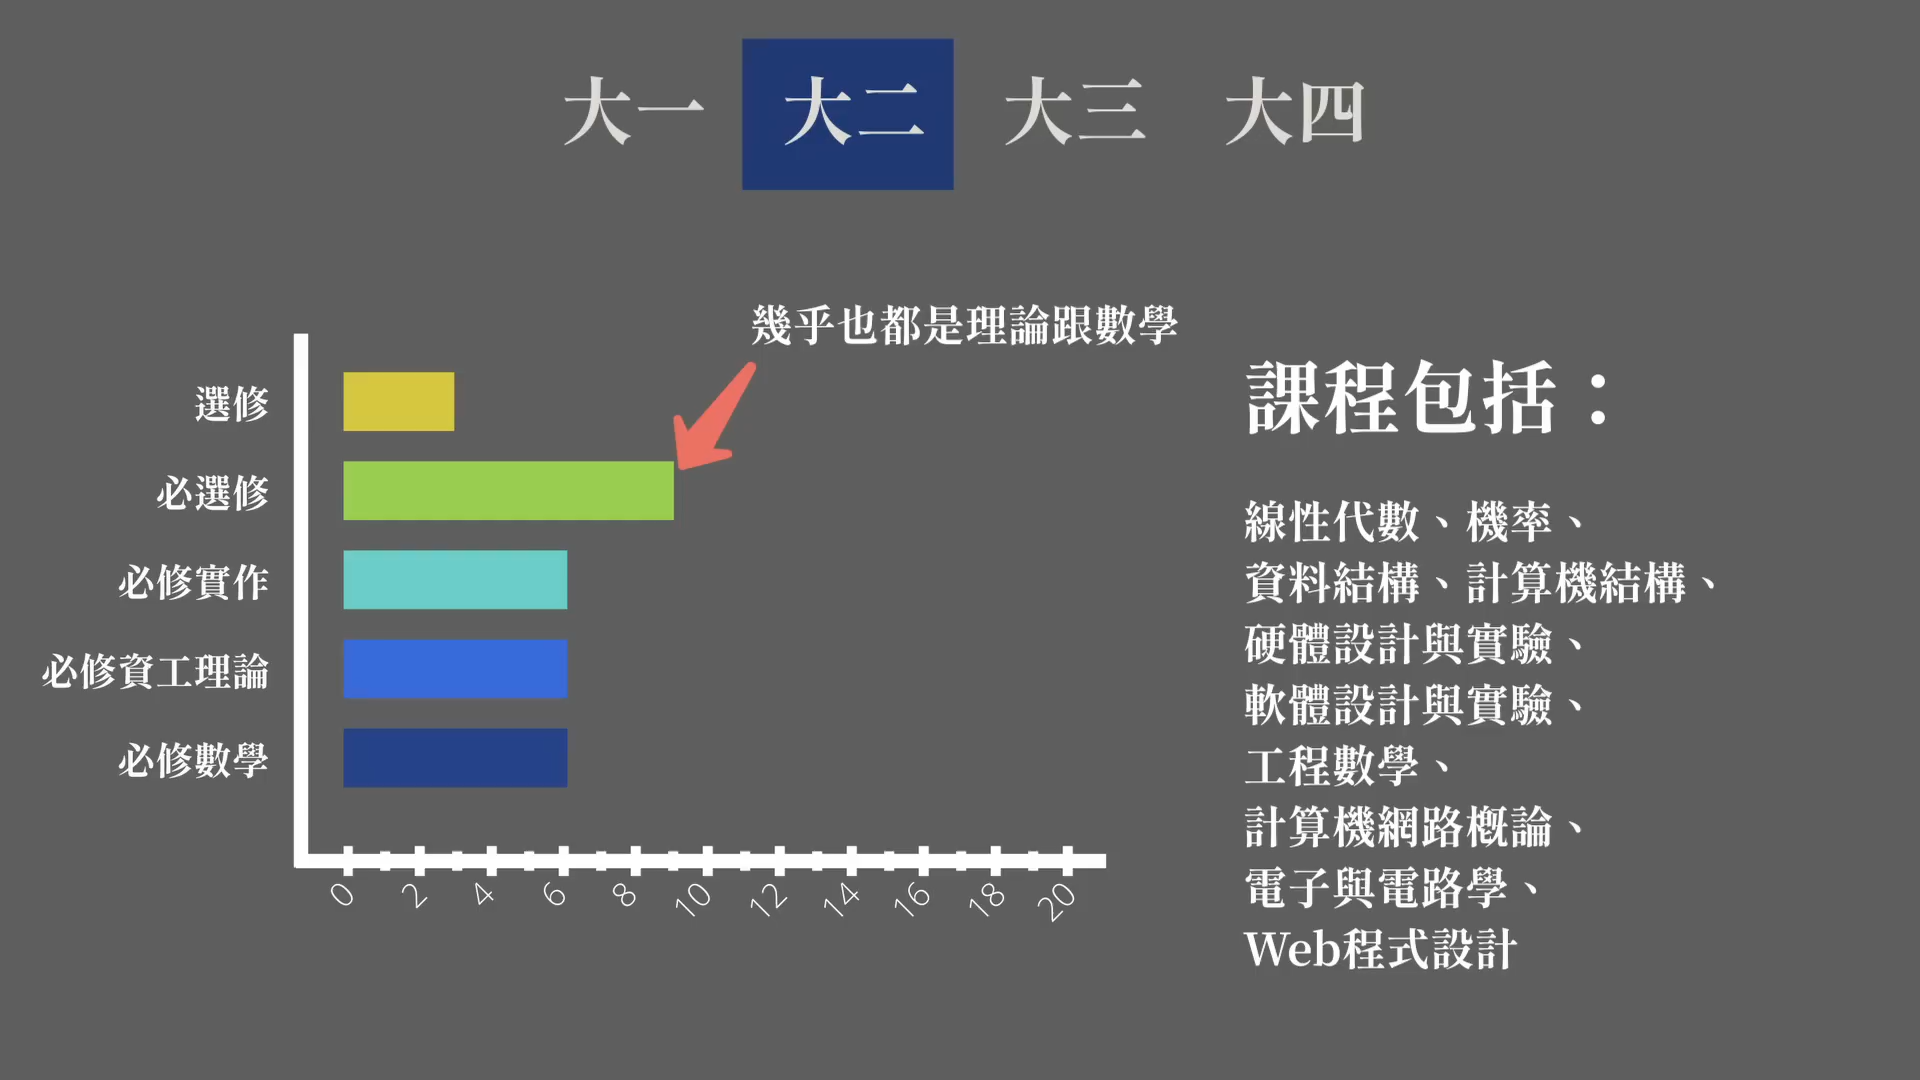 大一 大二 大三 大四
幾乎也都是理論跟數學
選修
必選修
必修實作
必修資工理論
必修數學
0 2 4 6 8 10 12 14 16 18 20
課程包括：
線性代數、機率、
資料結構、計算機結構、
硬體設計與實驗、
軟體設計與實驗、
工程數學、
計算機網路概論、
電子與電路學、
Web程式設計